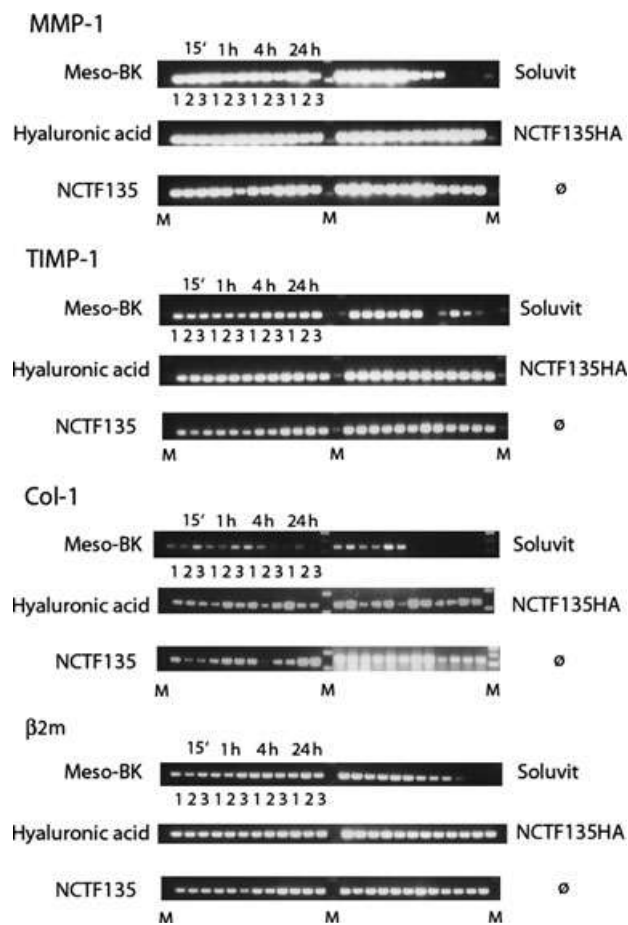 MMP-1
15' 1h 4h 24h
Meso-BK Soluvit
1 2 3 1 2 3 1 2 3 1 2 3
Hyaluronic acid NCTF135HA
NCTF135 ø
M M M
TIMP-1
15' 1h 4h 24h
Meso-BK Soluvit
1 2 3 1 2 3 1 2 3 1 2 3
Hyaluronic acid NCTF135HA
NCTF135 ø
M M M
Col-1
15' 1h 4h 24h
Meso-BK Soluvit
1 2 3 1 2 3 1 2 3 1 2 3
Hyaluronic acid NCTF135HA
NCTF135 ø
M M M
β2m
15' 1h 4h 24h
Meso-BK Soluvit
1 2 3 1 2 3 1 2 3 1 2 3
Hyaluronic acid NCTF135HA
NCTF135 ø
M M M